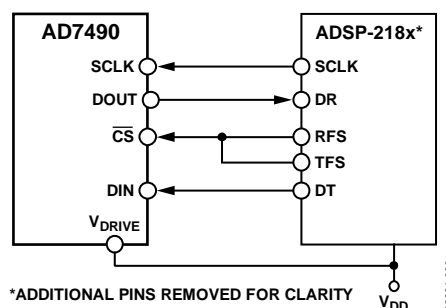 AD7490 ADSP-218x*
SCLK SCLK
DOUT DR
CS RFS
TFS
DIN DT
VDRIVE
*ADDITIONAL PINS REMOVED FOR CLARITY VDD